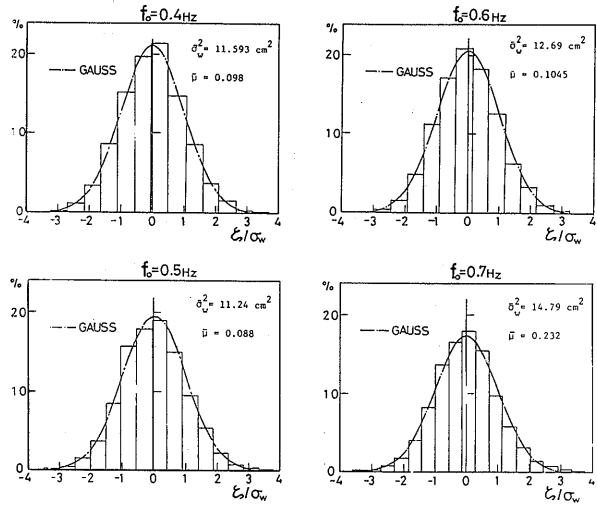 f₀=0.4Hz
%
20
10
0
GAUSS
σ̄²w= 11.593 cm²
μ̄ = 0.098
-4 -3 -2 -1 0 1 2 3 4
ζ/σw
f₀=0.6Hz
%
20
10
0
GAUSS
σ̄²w= 12.69 cm²
μ̄ = 0.1045
-4 -3 -2 -1 0 1 2 3 4
ζ/σw
f₀=0.5Hz
%
20
10
0
GAUSS
σ̄²w= 11.24 cm²
μ̄ = 0.088
-4 -3 -2 -1 0 1 2 3 4
ζ/σw
f₀=0.7Hz
%
20
10
0
GAUSS
σ̄²w= 14.79 cm²
μ̄ = 0.232
-4 -3 -2 -1 0 1 2 3 4
ζ/σw